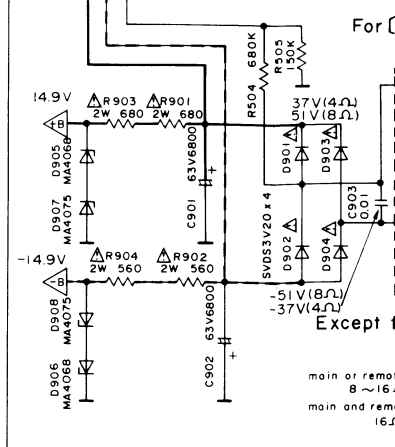 For
680K
R504
R505
150K
14.9V
R903
2W 680
R901
2W 680
37V(4Ω)
51V(8Ω)
+B
D905
MA4068
D907
MA4075
63V6800
+
C901
D901
D903
C903
0.01
SVDS3V20 x 4
D902
D904
-14.9V
R904
2W 560
R902
2W 560
-B
-51V(8Ω)
-37V(4Ω)
Except f
D908
MA4075
D906
MA4068
63V6800
+
C902
main or remo
8 ~16
main and rem
16Ω